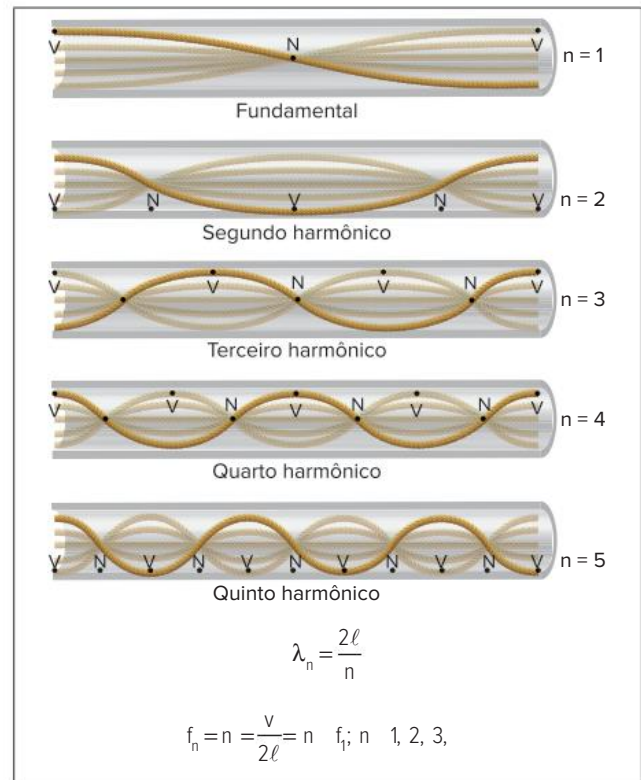 V N V n = 1
Fundamental
V N V N V n = 2
Segundo harmônico
V V N V N V n = 3
Terceiro harmônico
V V N V N V N V n = 4
Quarto harmônico
V N V N V N V N V N V n = 5
Quinto harmônico
λₙ = 2ℓ/n
fₙ = n = v/2ℓ = n f₁; n 1, 2, 3,